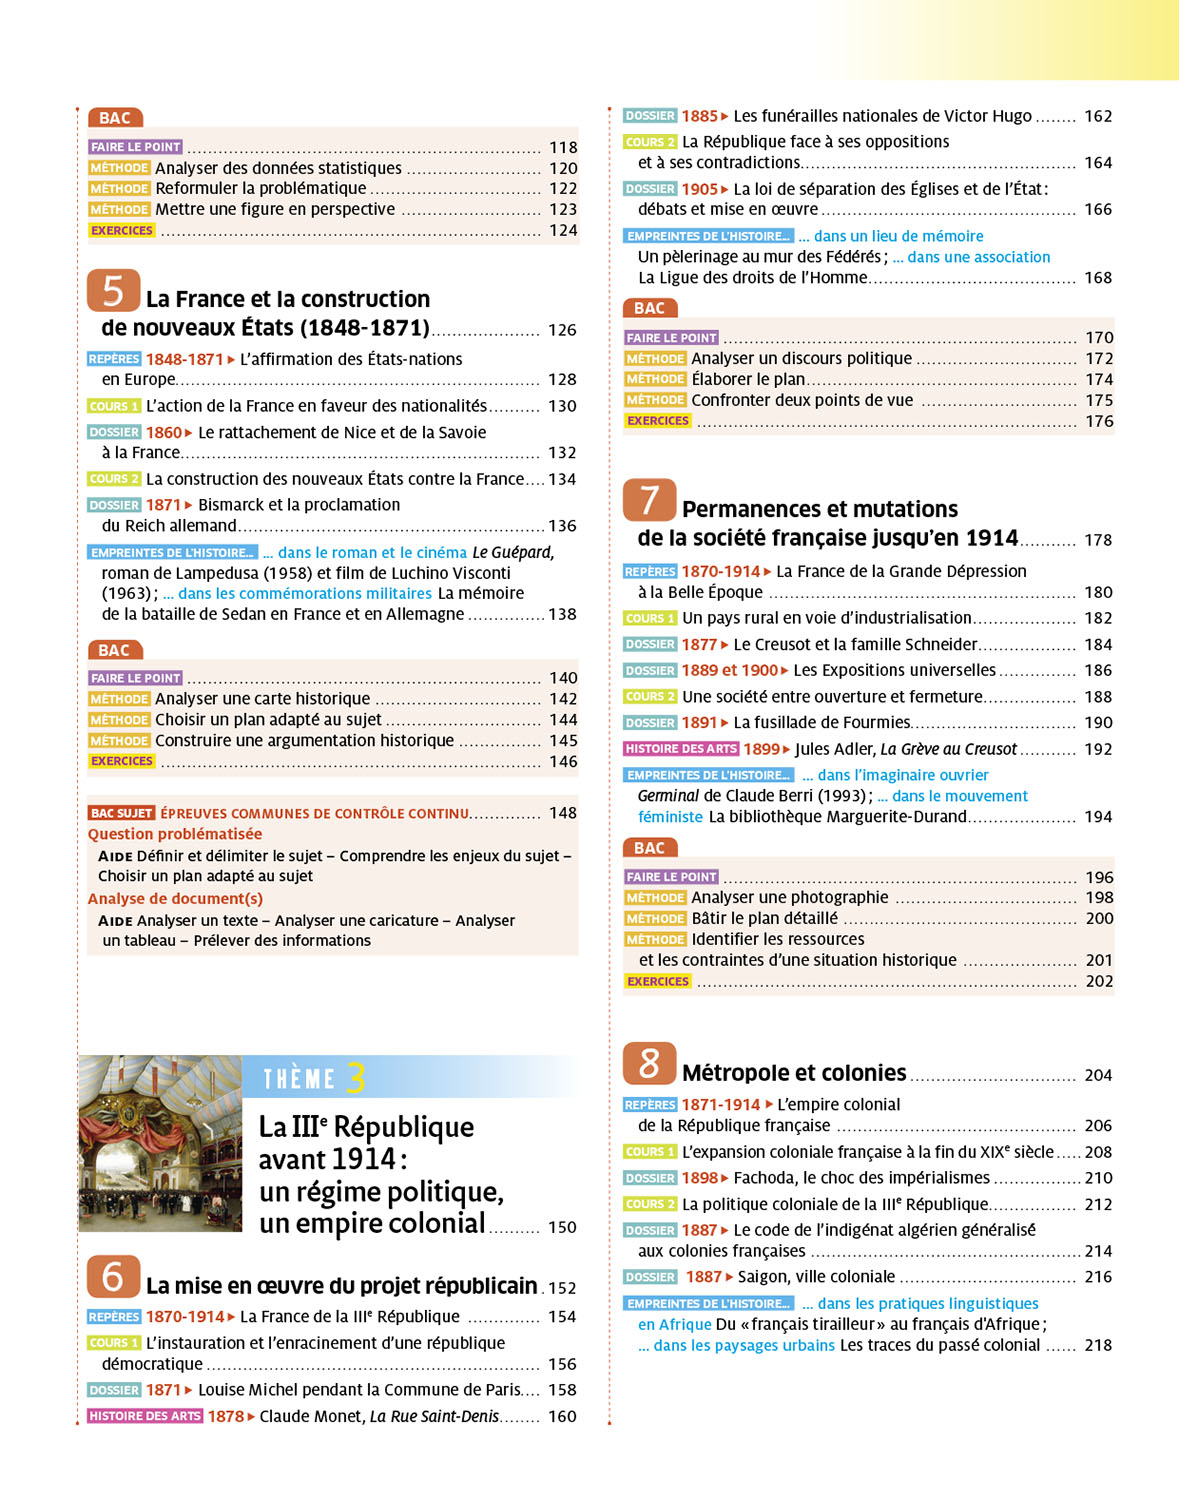 BAC
FAIRE LE POINT ..... 118
MÉTHODE Analyser des données statistiques ..... 120
MÉTHODE Reformuler la problématique ..... 122
MÉTHODE Mettre une figure en perspective ..... 123
EXERCICES ..... 124
5 La France et la construction
de nouveaux États (1848-1871) ..... 126
REPÈRES 1848-1871 ▸ L'affirmation des États-nations
en Europe ..... 128
COURS 1 L'action de la France en faveur des nationalités ..... 130
DOSSIER 1860 ▸ Le rattachement de Nice et de la Savoie
à la France ..... 132
COURS 2 La construction des nouveaux États contre la France .... 134
DOSSIER 1871 ▸ Bismarck et la proclamation
du Reich allemand ..... 136
EMPREINTES DE L'HISTOIRE... ... dans le roman et le cinéma Le Guépard,
roman de Lampedusa (1958) et film de Luchino Visconti
(1963) ; ... dans les commémorations militaires La mémoire
de la bataille de Sedan en France et en Allemagne ..... 138
BAC
FAIRE LE POINT ..... 140
MÉTHODE Analyser une carte historique ..... 142
MÉTHODE Choisir un plan adapté au sujet ..... 144
MÉTHODE Construire une argumentation historique ..... 145
EXERCICES ..... 146
BAC SUJET ÉPREUVES COMMUNES DE CONTRÔLE CONTINU ..... 148
Question problématisée
AIDE Définir et délimiter le sujet – Comprendre les enjeux du sujet –
Choisir un plan adapté au sujet
Analyse de document(s)
AIDE Analyser un texte – Analyser une caricature – Analyser
un tableau – Prélever des informations
THÈME 3
La IIIe République
avant 1914 :
un régime politique,
un empire colonial ..... 150
6 La mise en œuvre du projet républicain . 152
REPÈRES 1870-1914 ▸ La France de la IIIe République ..... 154
COURS 1 L'instauration et l'enracinement d'une république
démocratique ..... 156
DOSSIER 1871 ▸ Louise Michel pendant la Commune de Paris .... 158
HISTOIRE DES ARTS 1878 ▸ Claude Monet, La Rue Saint-Denis ..... 160
DOSSIER 1885 ▸ Les funérailles nationales de Victor Hugo ..... 162
COURS 2 La République face à ses oppositions
et à ses contradictions ..... 164
DOSSIER 1905 ▸ La loi de séparation des Églises et de l'État :
débats et mise en œuvre ..... 166
EMPREINTES DE L'HISTOIRE... ... dans un lieu de mémoire
Un pèlerinage au mur des Fédérés ; ... dans une association
La Ligue des droits de l'Homme ..... 168
BAC
FAIRE LE POINT ..... 170
MÉTHODE Analyser un discours politique ..... 172
MÉTHODE Élaborer le plan ..... 174
MÉTHODE Confronter deux points de vue ..... 175
EXERCICES ..... 176
7 Permanences et mutations
de la société française jusqu'en 1914 ..... 178
REPÈRES 1870-1914 ▸ La France de la Grande Dépression
à la Belle Époque ..... 180
COURS 1 Un pays rural en voie d'industrialisation ..... 182
DOSSIER 1877 ▸ Le Creusot et la famille Schneider ..... 184
DOSSIER 1889 et 1900 ▸ Les Expositions universelles ..... 186
COURS 2 Une société entre ouverture et fermeture ..... 188
DOSSIER 1891 ▸ La fusillade de Fourmies ..... 190
HISTOIRE DES ARTS 1899 ▸ Jules Adler, La Grève au Creusot ..... 192
EMPREINTES DE L'HISTOIRE... ... dans l'imaginaire ouvrier
Germinal de Claude Berri (1993) ; ... dans le mouvement
féministe La bibliothèque Marguerite-Durand ..... 194
BAC
FAIRE LE POINT ..... 196
MÉTHODE Analyser une photographie ..... 198
MÉTHODE Bâtir le plan détaillé ..... 200
MÉTHODE Identifier les ressources
et les contraintes d'une situation historique ..... 201
EXERCICES ..... 202
8 Métropole et colonies ..... 204
REPÈRES 1871-1914 ▸ L'empire colonial
de la République française ..... 206
COURS 1 L'expansion coloniale française à la fin du XIXe siècle ..... 208
DOSSIER 1898 ▸ Fachoda, le choc des impérialismes ..... 210
COURS 2 La politique coloniale de la IIIe République ..... 212
DOSSIER 1887 ▸ Le code de l'indigénat algérien généralisé
aux colonies françaises ..... 214
DOSSIER 1887 ▸ Saigon, ville coloniale ..... 216
EMPREINTES DE L'HISTOIRE... ... dans les pratiques linguistiques
en Afrique Du « français tirailleur » au français d'Afrique ;
... dans les paysages urbains Les traces du passé colonial ...... 218